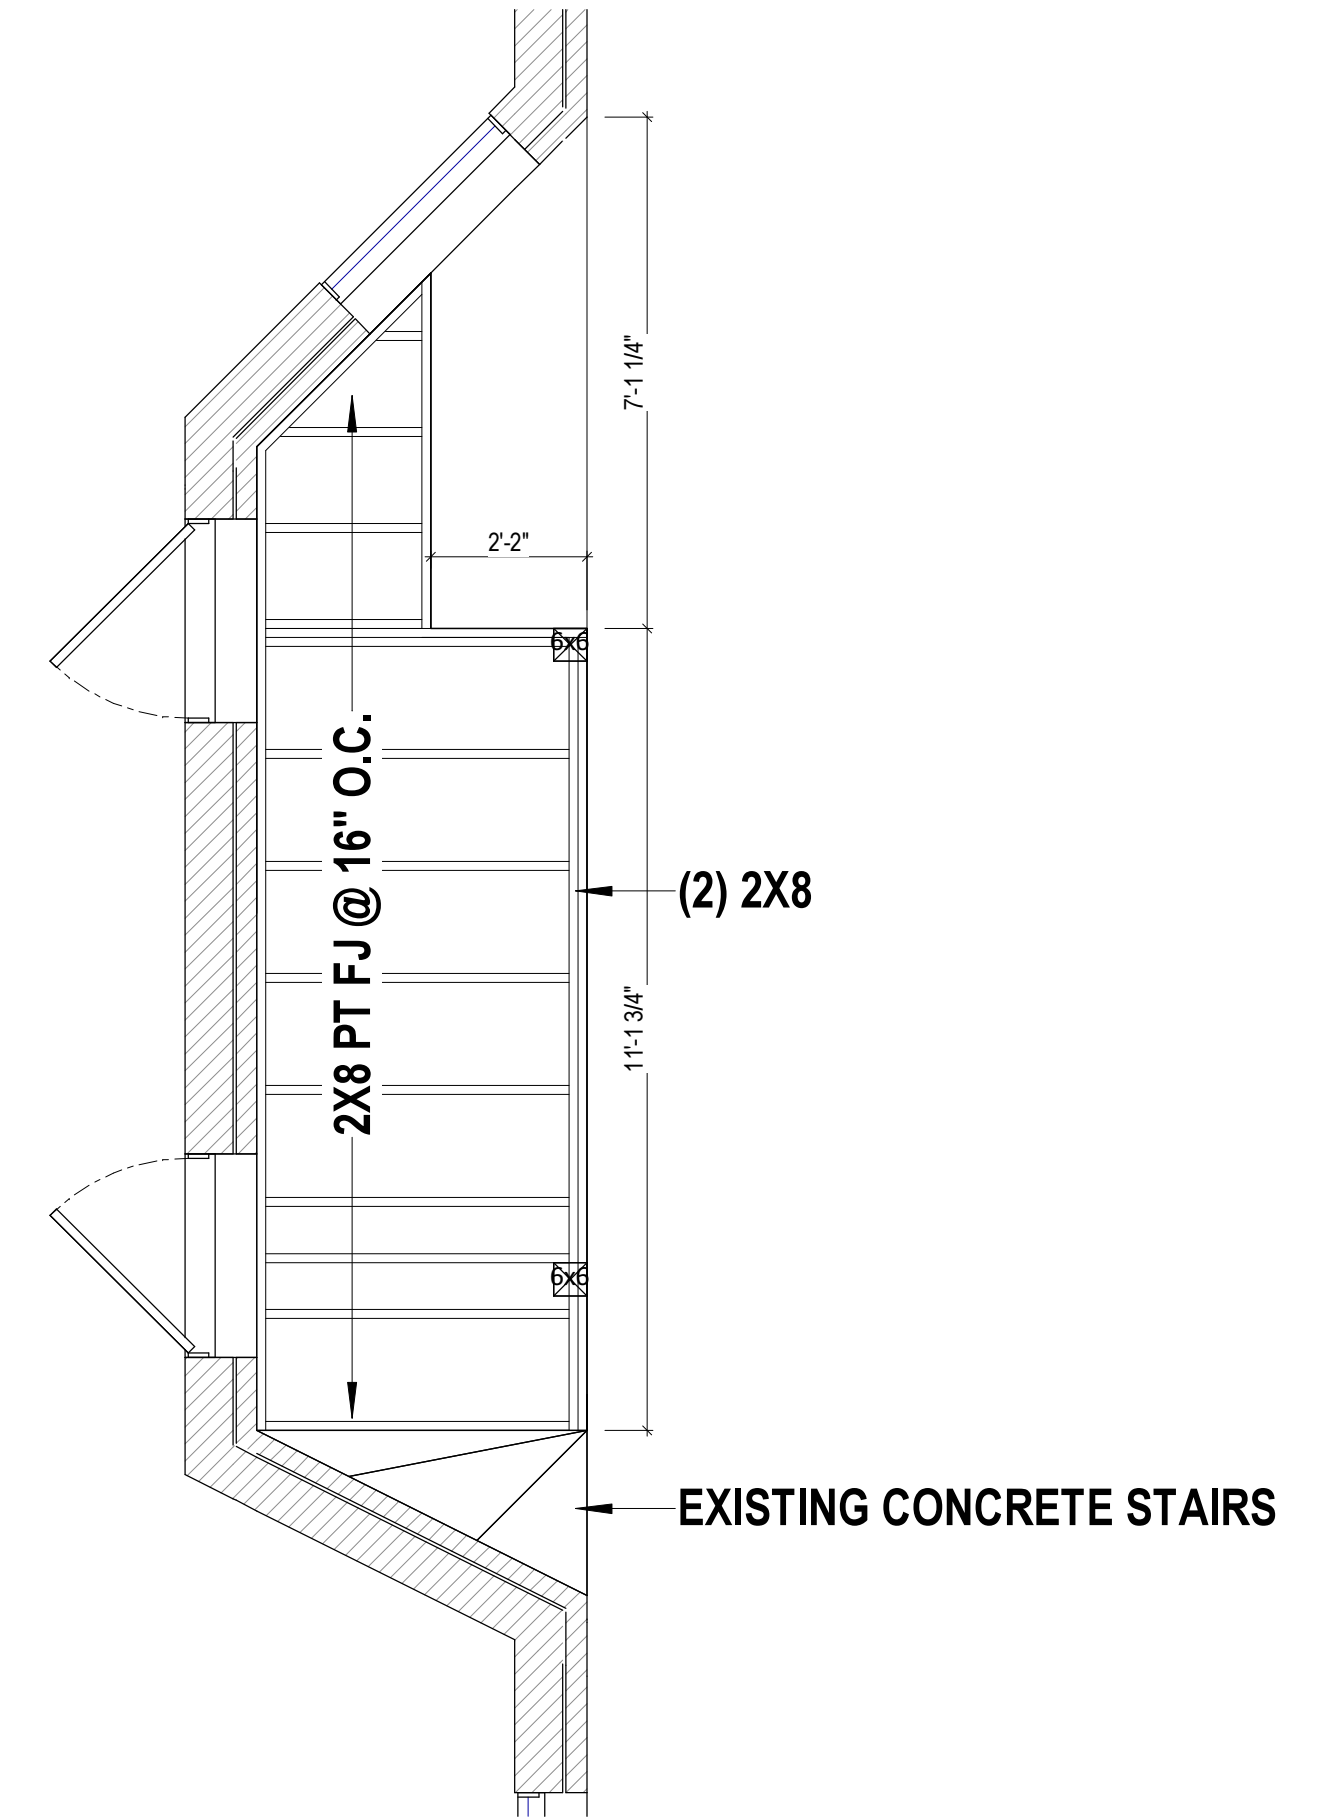 7'-1 1/4"
2'-2"
6x6
2X8 PT FJ @ 16" O.C.
(2) 2X8
11'-1 3/4"
6x6
EXISTING CONCRETE STAIRS